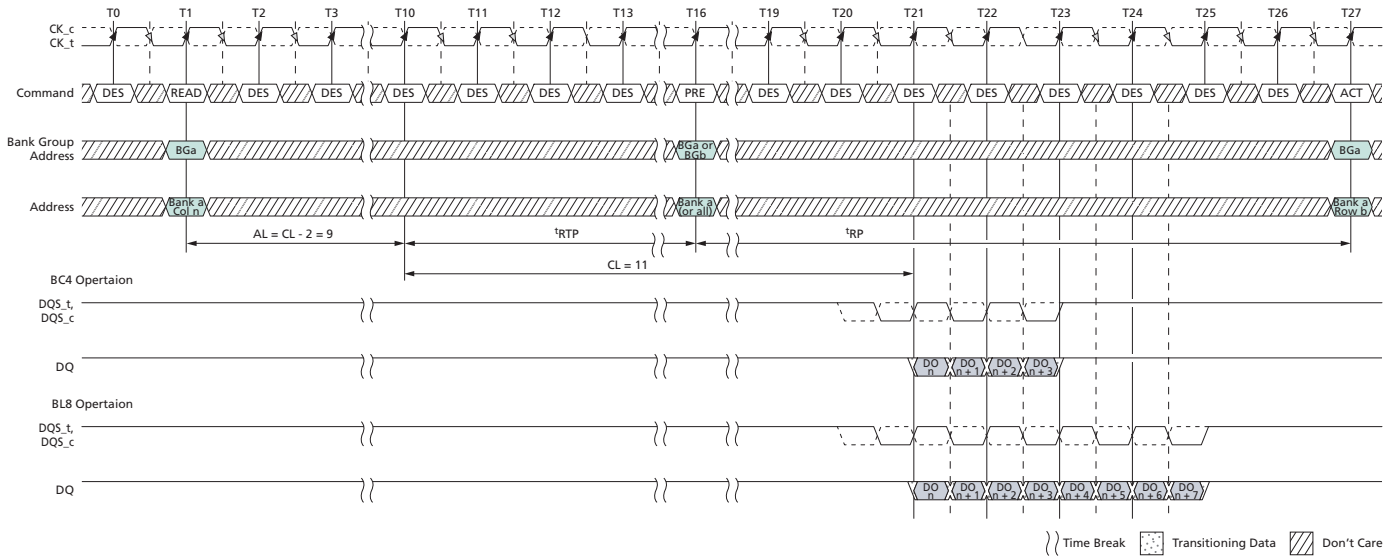 T0 T1 T2 T3 T10 T11 T12 T13 T16 T19 T20 T21 T22 T23 T24 T25 T26 T27
CK_c
CK_t
Command DES READ DES DES DES DES DES DES PRE DES DES DES DES DES DES DES DES ACT
Bank Group
Address
BGa
BGa or
BGb
BGa
Address
Bank a
Col n
Bank a
(or all)
Bank a
Row b
AL = CL - 2 = 9
tRTP
tRP
CL = 11
BC4 Opertaion
DQS_t,
DQS_c
DQ
DO
n
DO
n + 1
DO
n + 2
DO
n + 3
BL8 Opertaion
DQS_t,
DQS_c
DQ
DO
n
DO
n + 1
DO
n + 2
DO
n + 3
DO
n + 4
DO
n + 5
DO
n + 6
DO
n + 7
Time Break Transitioning Data Don't Care